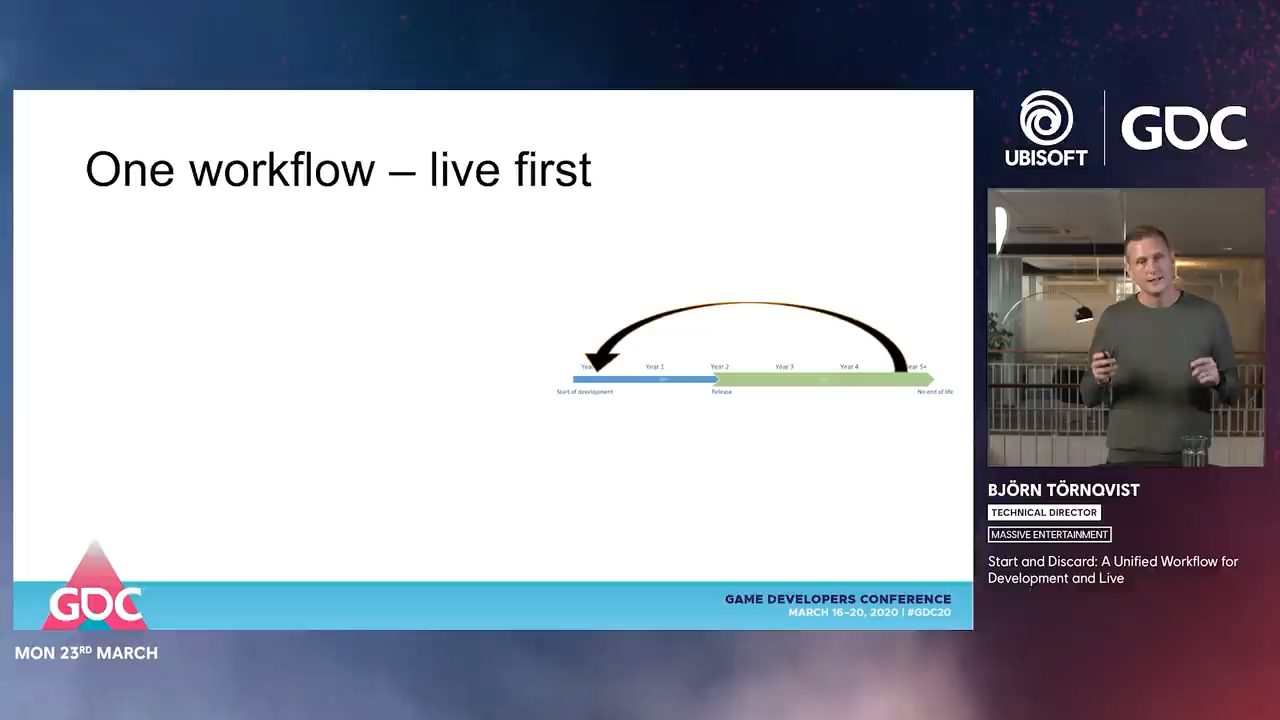 One workflow – live first
Year 1
Year 2
Year 3
Year 4
ear 5+
Start of development
Release
No end of life
GDC
GAME DEVELOPERS CONFERENCE
MARCH 16-20, 2020 | #GDC20
MON 23RD MARCH
UBISOFT
GDC
BJÖRN TÖRNQVIST
TECHNICAL DIRECTOR
MASSIVE ENTERTAINMENT
Start and Discard: A Unified Workflow for
Development and Live